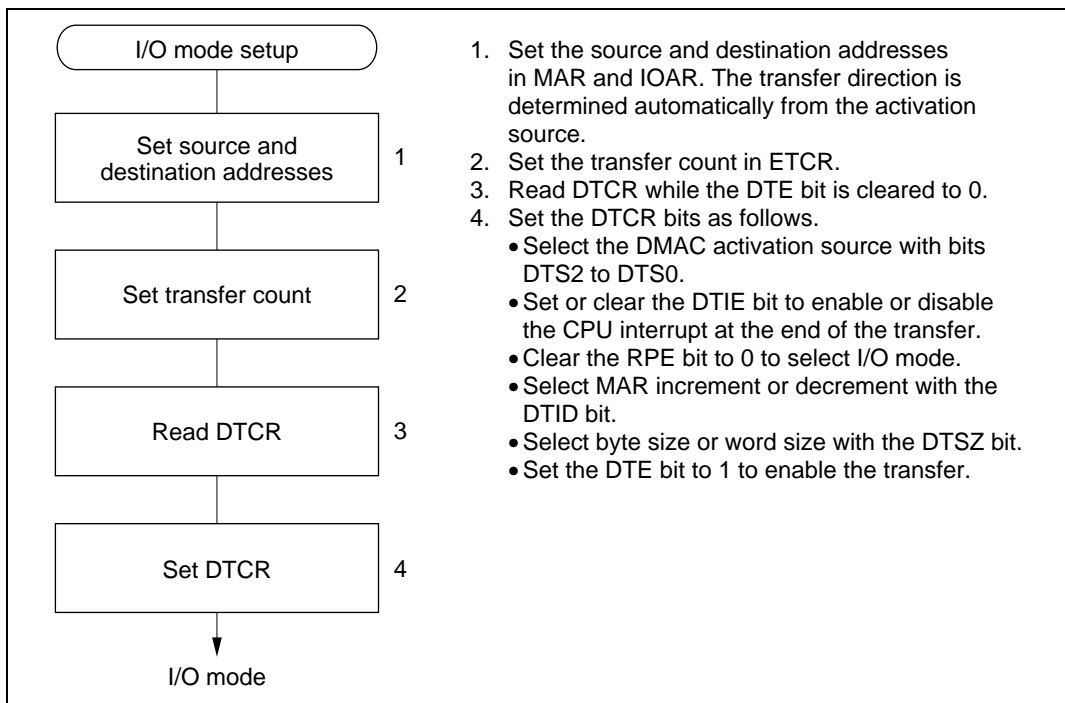 I/O mode setup
Set source and
destination addresses
1
Set transfer count
2
Read DTCR
3
Set DTCR
4
I/O mode
1. Set the source and destination addresses
in MAR and IOAR. The transfer direction is
determined automatically from the activation
source.
2. Set the transfer count in ETCR.
3. Read DTCR while the DTE bit is cleared to 0.
4. Set the DTCR bits as follows.
• Select the DMAC activation source with bits
DTS2 to DTS0.
• Set or clear the DTIE bit to enable or disable
the CPU interrupt at the end of the transfer.
• Clear the RPE bit to 0 to select I/O mode.
• Select MAR increment or decrement with the
DTID bit.
• Select byte size or word size with the DTSZ bit.
• Set the DTE bit to 1 to enable the transfer.